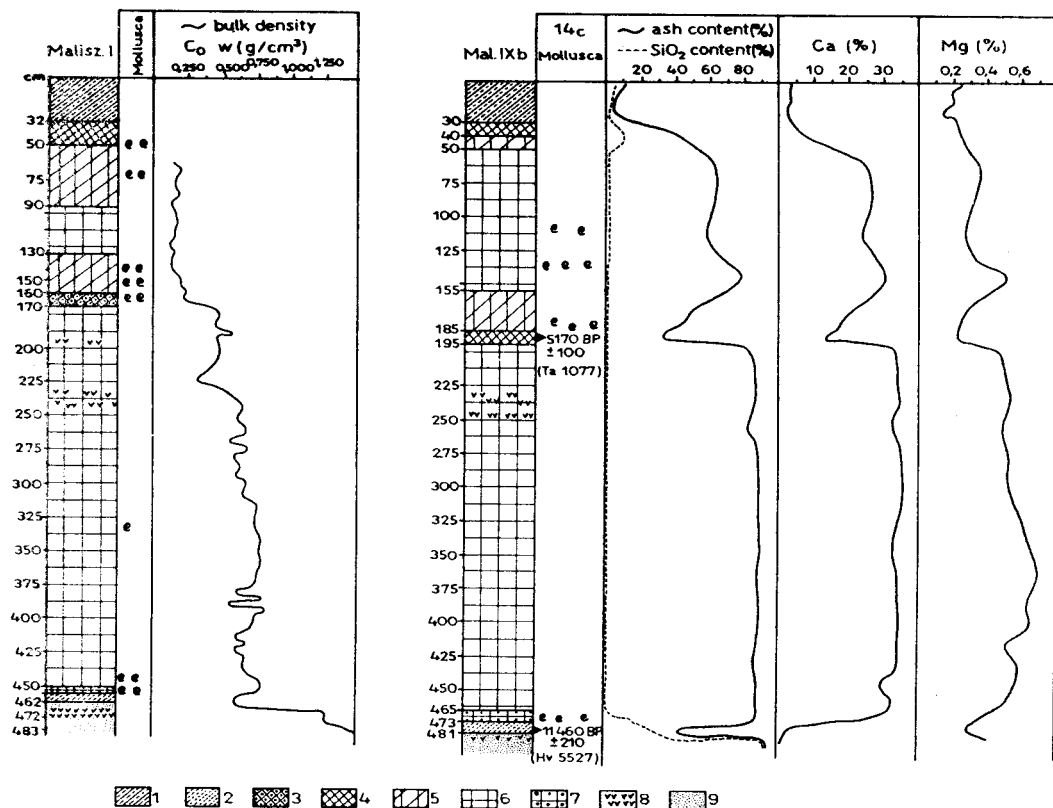 Malisz. I
Mollusca
bulk density
C₀ w (g/cm³)
0,250 0,500 0,750 1,000 1,250
cm
32
50
75
90
130
150
160
170
200
225
250
275
300
325
350
375
400
425
450
462
472
483
Mal. IXb
14c
Mollusca
ash content(%)
SiO₂ content(%)
20 40 60 80
Ca (%)
10 30
Mg (%)
0,2 0,4 0,6
30
40
50
75
100
125
155
185
195
225
250
275
300
325
350
375
400
425
450
465
473
481
5170 BP
±100
(Ta 1077)
11460 BP
±210
(Hv 5527)
1 2 3 4 5 6 7 8 9